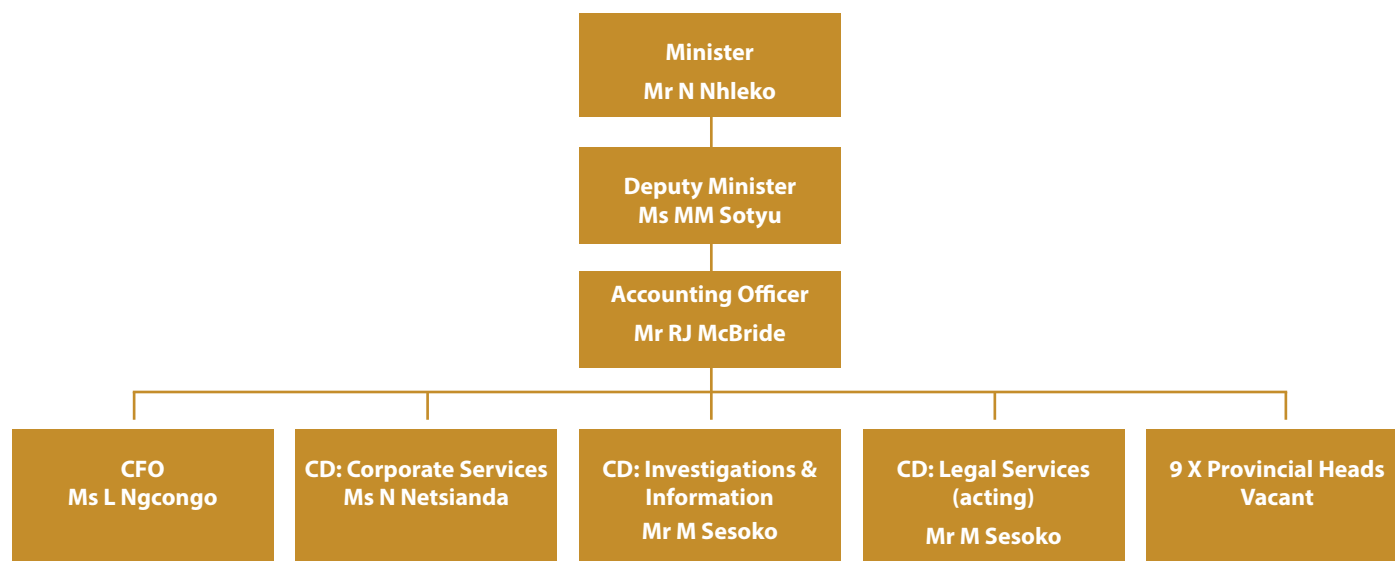 Minister
Mr N Nhleko
Deputy Minister
Ms MM Sotyu
Accounting Officer
Mr RJ McBride
CFO
Ms L Ngcongo
CD: Corporate Services
Ms N Netsianda
CD: Investigations &
Information
Mr M Sesoko
CD: Legal Services
(acting)
Mr M Sesoko
9 X Provincial Heads
Vacant